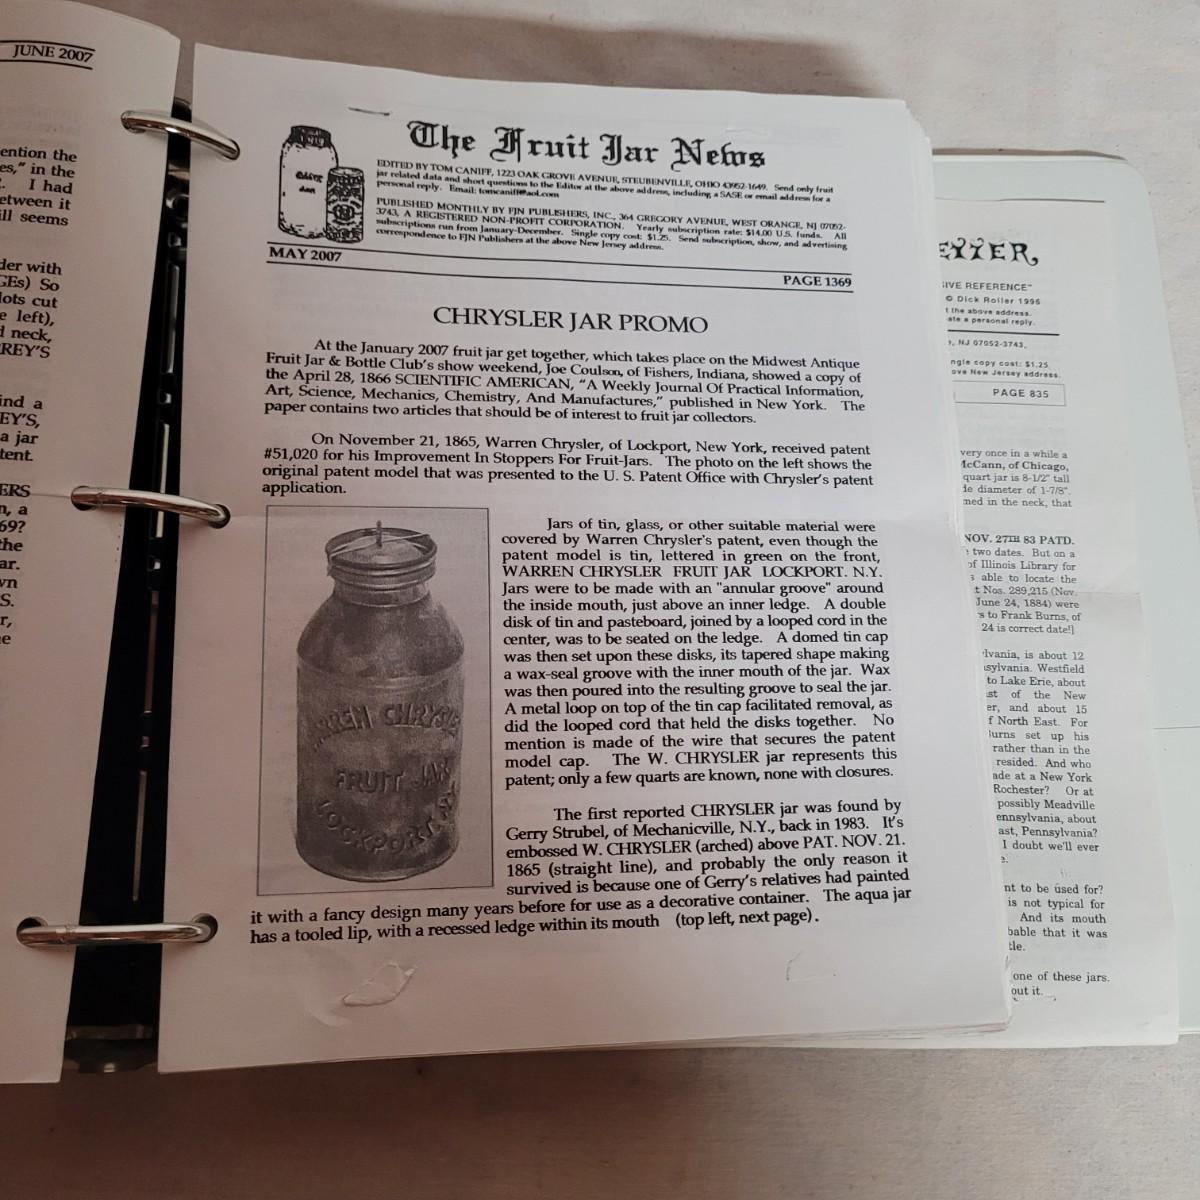 JUNE 2007
ention the
es," in the
. I had
etween it
ill seems
der with
GEs) So
lots cut
e left),
d neck,
REY'S
ind a
EY'S,
a jar
tent.
ERS
n, a
69?
the
ar.
wn
S.
r,
e
The Fruit Jar News
EDITED BY TOM CANIFF, 1223 OAK GROVE AVENUE, STEUBENVILLE, OHIO 43952-1649. Send only fruit
jar related data and short questions to the Editor at the above address, including a SASE or email address for a
personal reply. Email: tomcaniff@aol.com
PUBLISHED MONTHLY BY FJN PUBLISHERS, INC., 364 GREGORY AVENUE, WEST ORANGE, NJ 07052-
3743, A REGISTERED NON-PROFIT CORPORATION. Yearly subscription rate: $14.00 U.S. funds. All
subscriptions run from January-December. Single copy cost: $1.25. Send subscription, show, and advertising
correspondence to FJN Publishers at the above New Jersey address.
MAY 2007
PAGE 1369
CHRYSLER JAR PROMO
At the January 2007 fruit jar get together, which takes place on the Midwest Antique
Fruit Jar & Bottle Club's show weekend, Joe Coulson, of Fishers, Indiana, showed a copy of
the April 28, 1866 SCIENTIFIC AMERICAN, "A Weekly Journal Of Practical Information,
Art, Science, Mechanics, Chemistry, And Manufactures," published in New York. The
paper contains two articles that should be of interest to fruit jar collectors.
On November 21, 1865, Warren Chrysler, of Lockport, New York, received patent
#51,020 for his Improvement In Stoppers For Fruit-Jars. The photo on the left shows the
original patent model that was presented to the U. S. Patent Office with Chrysler's patent
application.
Jars of tin, glass, or other suitable material were
covered by Warren Chrysler's patent, even though the
patent model is tin, lettered in green on the front,
WARREN CHRYSLER FRUIT JAR LOCKPORT. N.Y.
Jars were to be made with an "annular groove" around
the inside mouth, just above an inner ledge. A double
disk of tin and pasteboard, joined by a looped cord in the
center, was to be seated on the ledge. A domed tin cap
was then set upon these disks, its tapered shape making
a wax-seal groove with the inner mouth of the jar. Wax
was then poured into the resulting groove to seal the jar.
A metal loop on top of the tin cap facilitated removal, as
did the looped cord that held the disks together. No
mention is made of the wire that secures the patent
model cap. The W. CHRYSLER jar represents this
patent; only a few quarts are known, none with closures.
RREN CHRYSLE
FRUIT JAR
LOCKPORT N.Y.
The first reported CHRYSLER jar was found by
Gerry Strubel, of Mechanicville, N.Y., back in 1983. It's
embossed W. CHRYSLER (arched) above PAT. NOV. 21.
1865 (straight line), and probably the only reason it
survived is because one of Gerry's relatives had painted
it with a fancy design many years before for use as a decorative container. The aqua jar
has a tooled lip, with a recessed ledge within its mouth (top left, next page).
ETTER,
IVE REFERENCE"
© Dick Roller 1996
t the above address.
ate a personal reply.
, NJ 07052-3743,
ngle copy cost: $1.25.
ove New Jersey address.
PAGE 835
very once in a while a
McCann, of Chicago,
quart jar is 8-1/2" tall
de diameter of 1-7/8".
med in the neck, that
NOV. 27TH 83 PATD.
two dates. But on a
of Illinois Library for
s able to locate the
t Nos. 289,215 (Nov.
June 24, 1884) were
s to Frank Burns, of
24 is correct date!]
lvania, is about 12
sylvania. Westfield
to Lake Erie, about
st of the New
er, and about 15
f North East. For
Burns set up his
rather than in the
resided. And who
ade at a New York
Rochester? Or at
possibly Meadville
ennsylvania, about
ast, Pennsylvania?
I doubt we'll ever
e.
nt to be used for?
is not typical for
And its mouth
bable that it was
tle.
one of these jars.
out it.